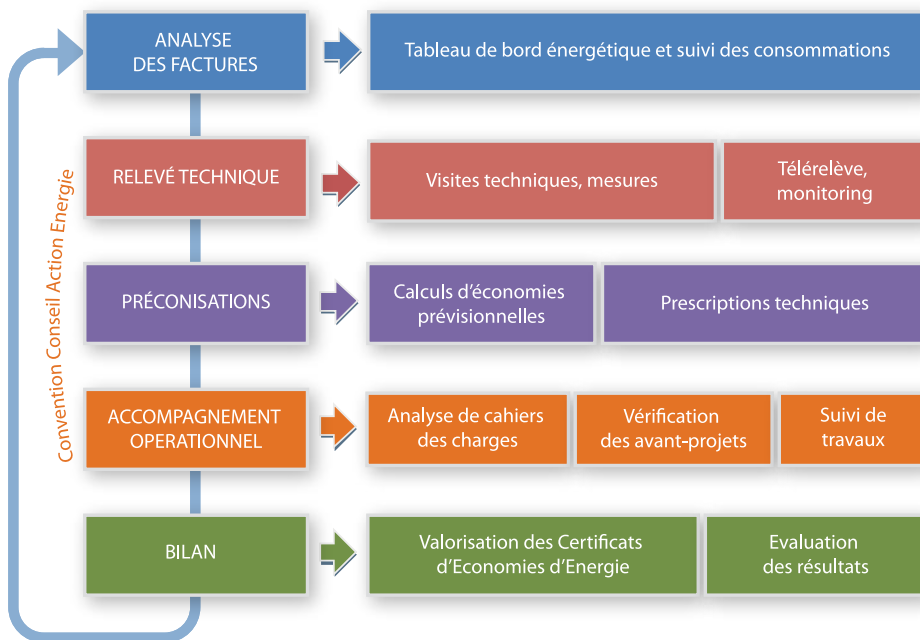 ANALYSE
DES FACTURES
Tableau de bord énergétique et suivi des consommations
RELEVÉ TECHNIQUE
Visites techniques, mesures
Télérelève,
monitoring
PRÉCONISATIONS
Calculs d'économies
prévisionnelles
Prescriptions techniques
ACCOMPAGNEMENT
OPERATIONNEL
Analyse de cahiers
des charges
Vérification
des avant-projets
Suivi de
travaux
BILAN
Valorisation des Certificats
d'Economies d'Energie
Evaluation
des résultats
Convention Conseil Action Energie